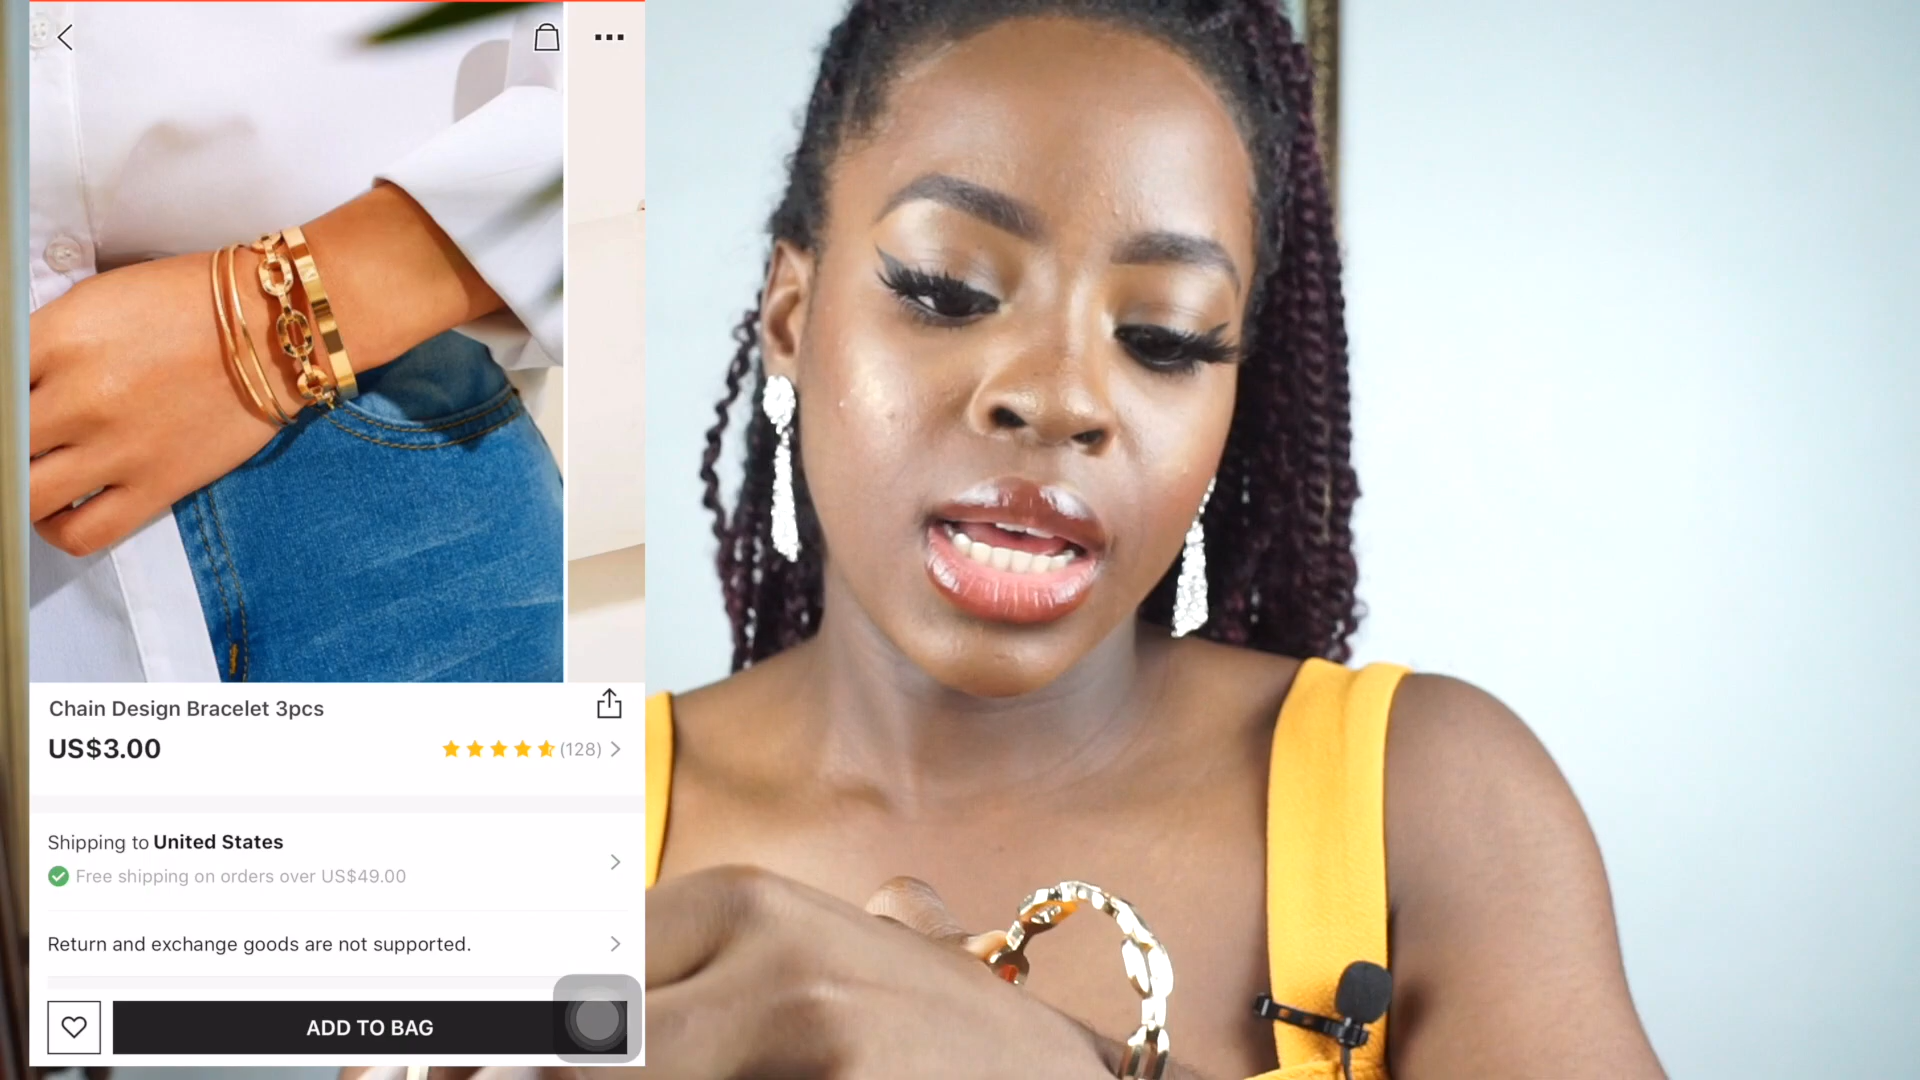 Chain Design Bracelet 3pcs
US$3.00
(128)
Shipping to United States
Free shipping on orders over US$49.00
Return and exchange goods are not supported.
ADD TO BAG